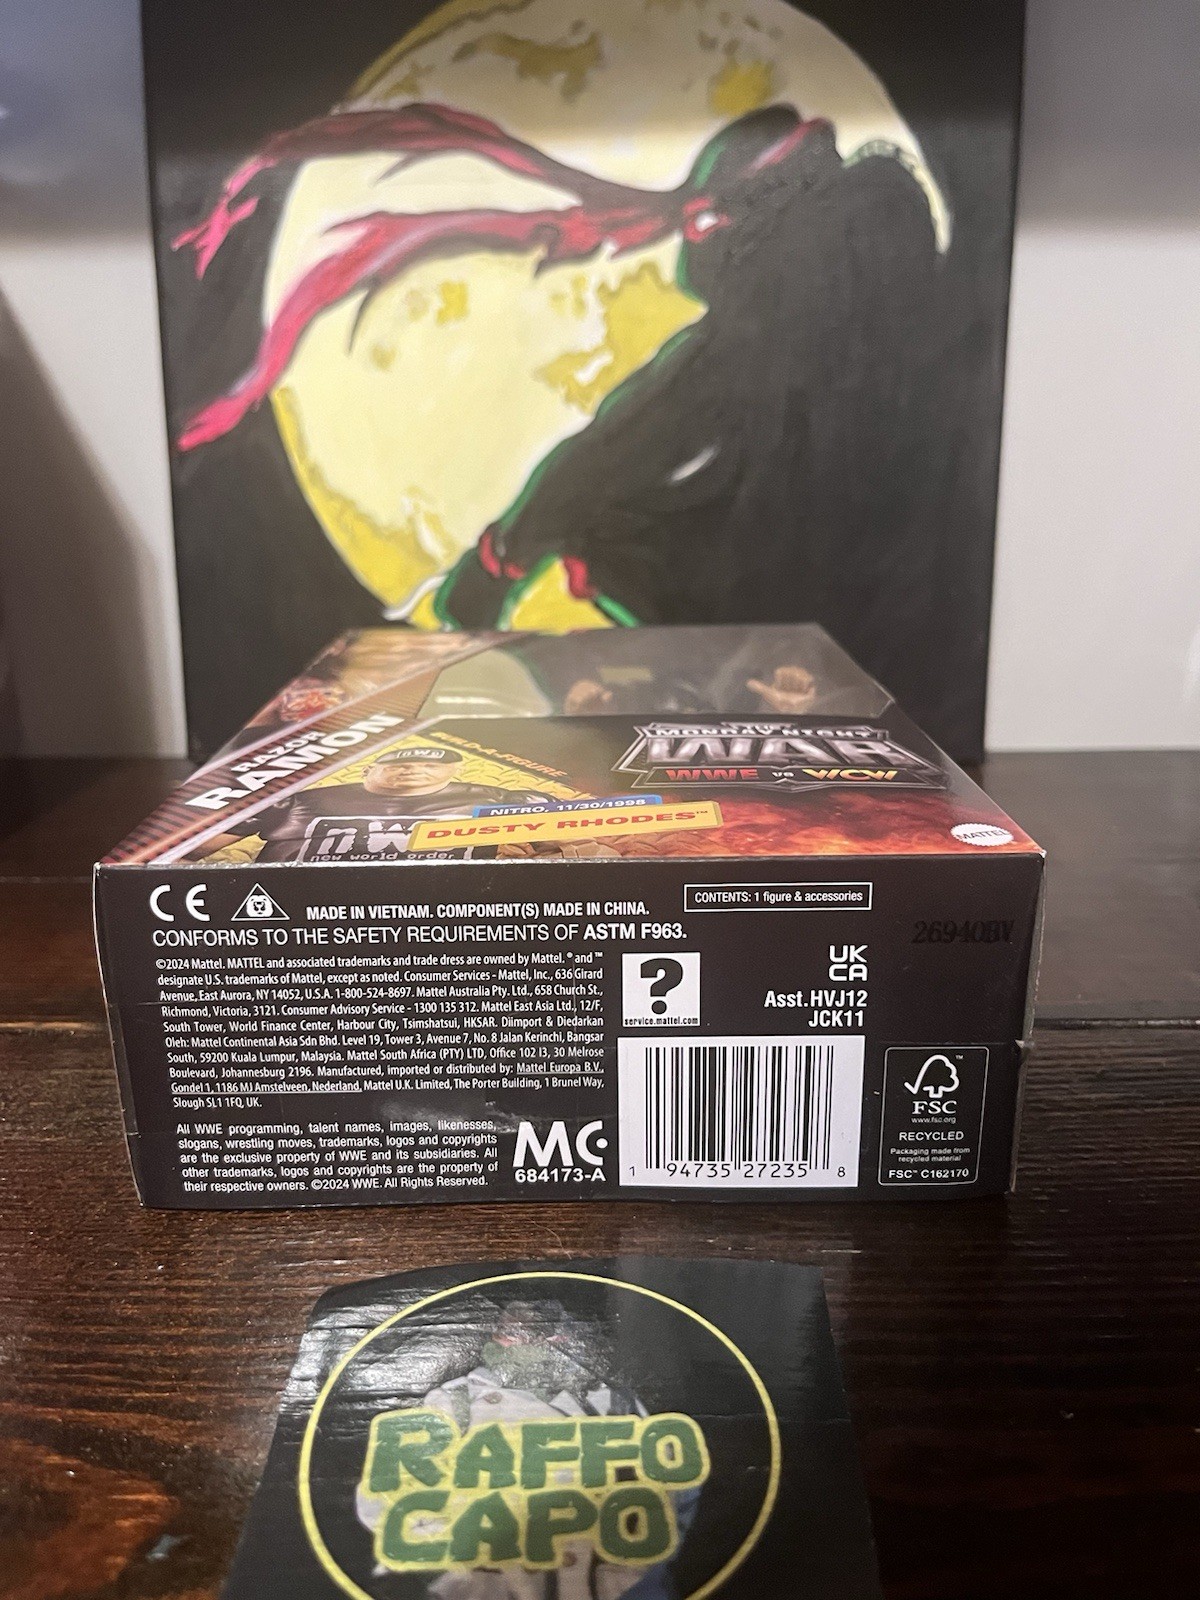 THE
MONDAY NIGHT
WAR
WWE vs WCW
RAZOR
RAMON
nWo
BUILD-A-FIGURE
NITRO, 11/30/1998
DUSTY RHODES™
nW
new world order
MATTEL
CE
MADE IN VIETNAM. COMPONENT(S) MADE IN CHINA.
CONFORMS TO THE SAFETY REQUIREMENTS OF ASTM F963.
CONTENTS: 1 figure & accessories
26940BV
©2024 Mattel. MATTEL and associated trademarks and trade dress are owned by Mattel. ® and ™
designate U.S. trademarks of Mattel, except as noted. Consumer Services - Mattel, Inc., 636 Girard
Avenue, East Aurora, NY 14052, U.S.A. 1-800-524-8697. Mattel Australia Pty. Ltd., 658 Church St.,
Richmond, Victoria, 3121. Consumer Advisory Service - 1300 135 312. Mattel East Asia Ltd., 12/F,
South Tower, World Finance Center, Harbour City, Tsimshatsui, HKSAR. Diimport & Diedarkan
Oleh: Mattel Continental Asia Sdn Bhd. Level 19, Tower 3, Avenue 7, No. 8 Jalan Kerinchi, Bangsar
South, 59200 Kuala Lumpur, Malaysia. Mattel South Africa (PTY) LTD, Office 102 I3, 30 Melrose
Boulevard, Johannesburg 2196. Manufactured, imported or distributed by: Mattel Europa B.V.,
Gondel 1, 1186 MJ Amstelveen, Nederland. Mattel U.K. Limited, The Porter Building, 1 Brunel Way,
Slough SL1 1FQ, UK.
All WWE programming, talent names, images, likenesses,
slogans, wrestling moves, trademarks, logos and copyrights
are the exclusive property of WWE and its subsidiaries. All
other trademarks, logos and copyrights are the property of
their respective owners. ©2024 WWE. All Rights Reserved.
MC
684173-A
?
service.mattel.com
UK
CA
Asst.HVJ12
JCK11
1 94735 27235 8
FSC™
www.fsc.org
RECYCLED
Packaging made from
recycled material
FSC™ C162170
RAFFO
CAPO